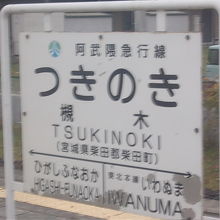 阿武隈急行線
つきのき
槻木
TSUKINOKI
(宮城県柴田郡柴田町)
ひがしふなおか 東北本線 いわぬま
HIGASHI-FUNAOKA IWANUMA